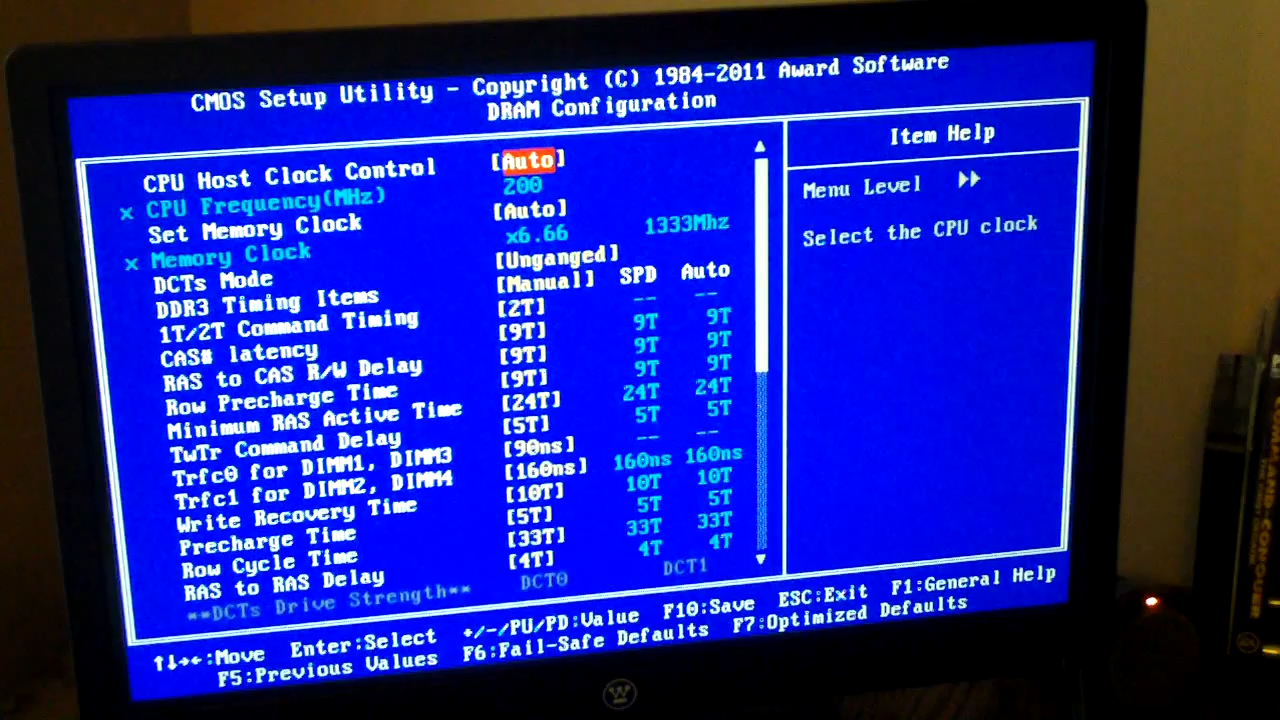 CMOS Setup Utility - Copyright (C) 1984-2011 Award Software
DRAM Configuration
CPU Host Clock Control [Auto]
x CPU Frequency(MHz) 200
Set Memory Clock [Auto]
x Memory Clock x6.66 1333Mhz
DCTs Mode [Unganged]
DDR3 Timing Items [Manual] SPD Auto
1T/2T Command Timing [2T] -- --
CAS# latency [9T] 9T 9T
RAS to CAS R/W Delay [9T] 9T 9T
Row Precharge Time [9T] 9T 9T
Minimum RAS Active Time [24T] 24T 24T
TwTr Command Delay [5T] 5T 5T
Trfc0 for DIMM1, DIMM3 [90ns] -- --
Trfc1 for DIMM2, DIMM4 [160ns] 160ns 160ns
Write Recovery Time [10T] 10T 10T
Precharge Time [5T] 5T 5T
Row Cycle Time [33T] 33T 33T
RAS to RAS Delay [4T] 4T 4T
**DCTs Drive Strength** DCT0 DCT1
Item Help
Menu Level ▶▶
Select the CPU clock
↑↓→←:Move Enter:Select +/-/PU/PD:Value F10:Save ESC:Exit F1:General Help
F5:Previous Values F6:Fail-Safe Defaults F7:Optimized Defaults